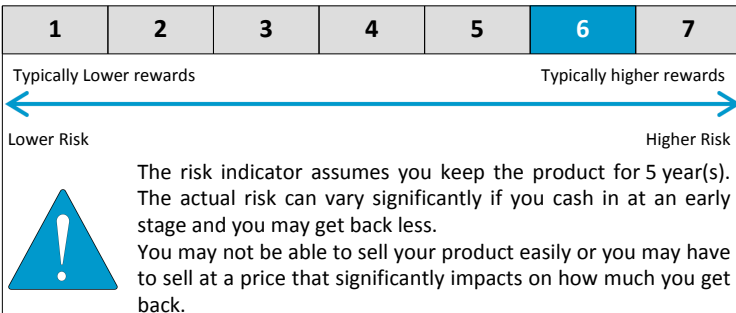 1 2 3 4 5 6 7
Typically Lower rewards Typically higher rewards
Lower Risk Higher Risk
The risk indicator assumes you keep the product for 5 year(s).
The actual risk can vary significantly if you cash in at an early
stage and you may get back less.
You may not be able to sell your product easily or you may have
to sell at a price that significantly impacts on how much you get
back.